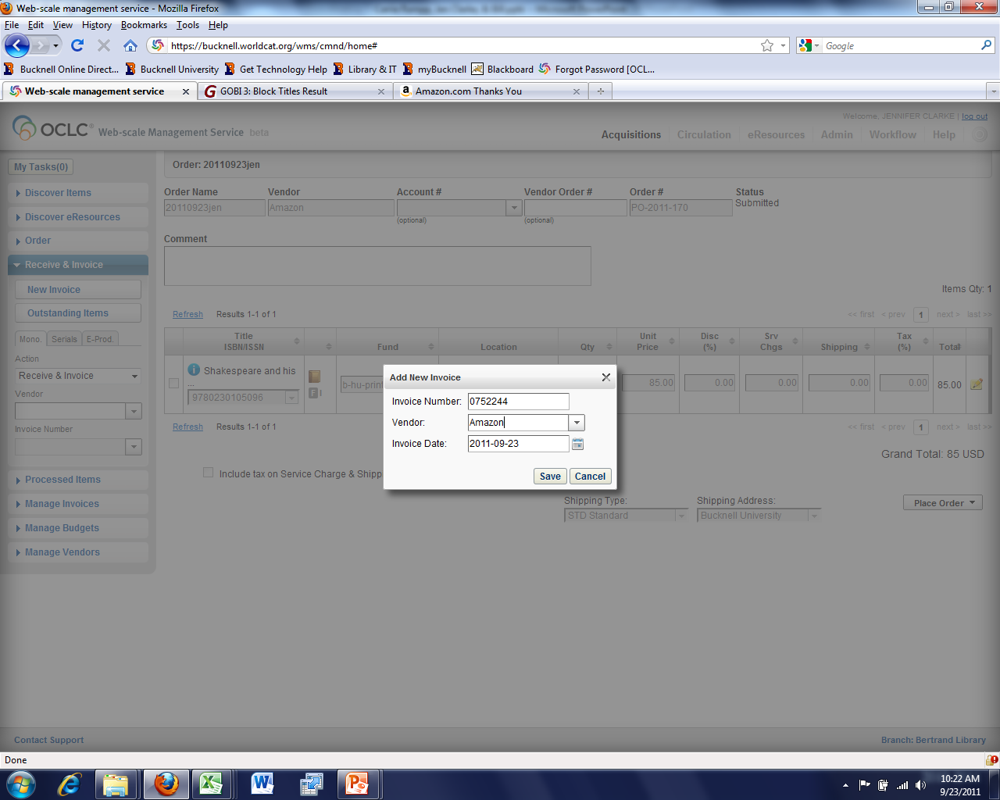 Web-scale management service - Mozilla Firefox
File Edit View History Bookmarks Tools Help
https://bucknell.worldcat.org/wms/cmnd/home#
Google
Bucknell Online Direct... Bucknell University Get Technology Help Library & IT myBucknell Blackboard Forgot Password [OCL...
Web-scale management service GOBI 3: Block Titles Result Amazon.com Thanks You
Welcome, JENNIFER CLARKE | log out
OCLC® Web-scale Management Service beta
Acquisitions Circulation eResources Admin Workflow Help
My Tasks(0)
Order: 20110923jen
Discover Items
Discover eResources
Order
Receive & Invoice
New Invoice
Outstanding Items
Mono. Serials E-Prod.
Action
Receive & Invoice
Vendor
Invoice Number
Processed Items
Manage Invoices
Manage Budgets
Manage Vendors
Order Name Vendor Account # Vendor Order # Order # Status
20110923jen Amazon PO-2011-170 Submitted
(optional) (optional)
Comment
Items Qty: 1
Refresh Results 1-1 of 1 << first < prev 1 next > last >>
Title ISBN/ISSN Fund Location Qty Unit Price Disc (%) Srv Chgs Shipping Tax (%) Total
Shakespeare and his
...
9780230105096 F I b-hu-print 85.00 0.00 0.00 0.00 0.00 85.00
Refresh Results 1-1 of 1 << first < prev 1 next > last >>
Grand Total: 85 USD
Include tax on Service Charge & Shipp
Shipping Type: Shipping Address:
STD Standard Bucknell University Place Order
Add New Invoice
Invoice Number: 0752244
Vendor: Amazon
Invoice Date: 2011-09-23
Save Cancel
Contact Support Branch: Bertrand Library
Done
10:22 AM
9/23/2011